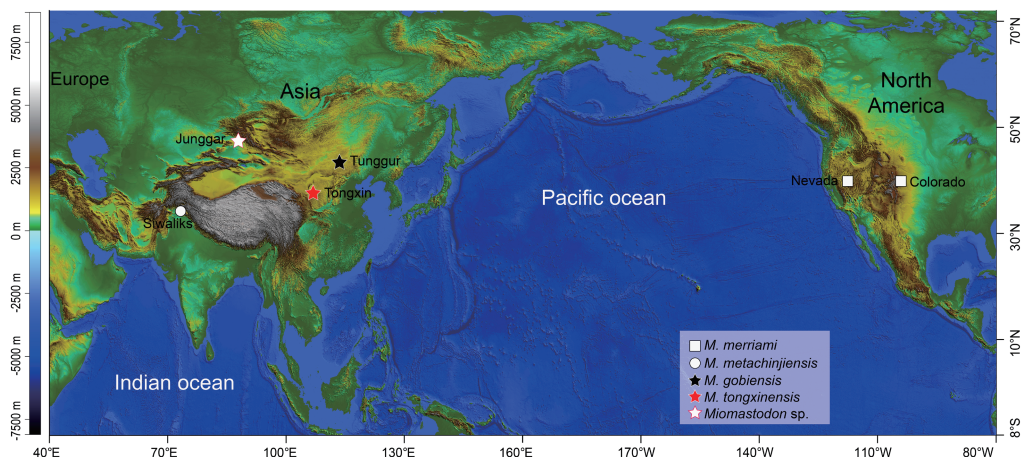 7500 m
5000 m
2500 m
0 m
-2500 m
-5000 m
-7500 m
Europe
Asia
North
America
Junggar
Tunggur
Tongxin
Siwaliks
Nevada
Colorado
Pacific ocean
Indian ocean
M. merriami
M. metachinjiensis
M. gobiensis
M. tongxinensis
Miomastodon sp.
70°N
50°N
30°N
10°N
8°S
40°E
70°E
100°E
130°E
160°E
170°W
140°W
110°W
80°W